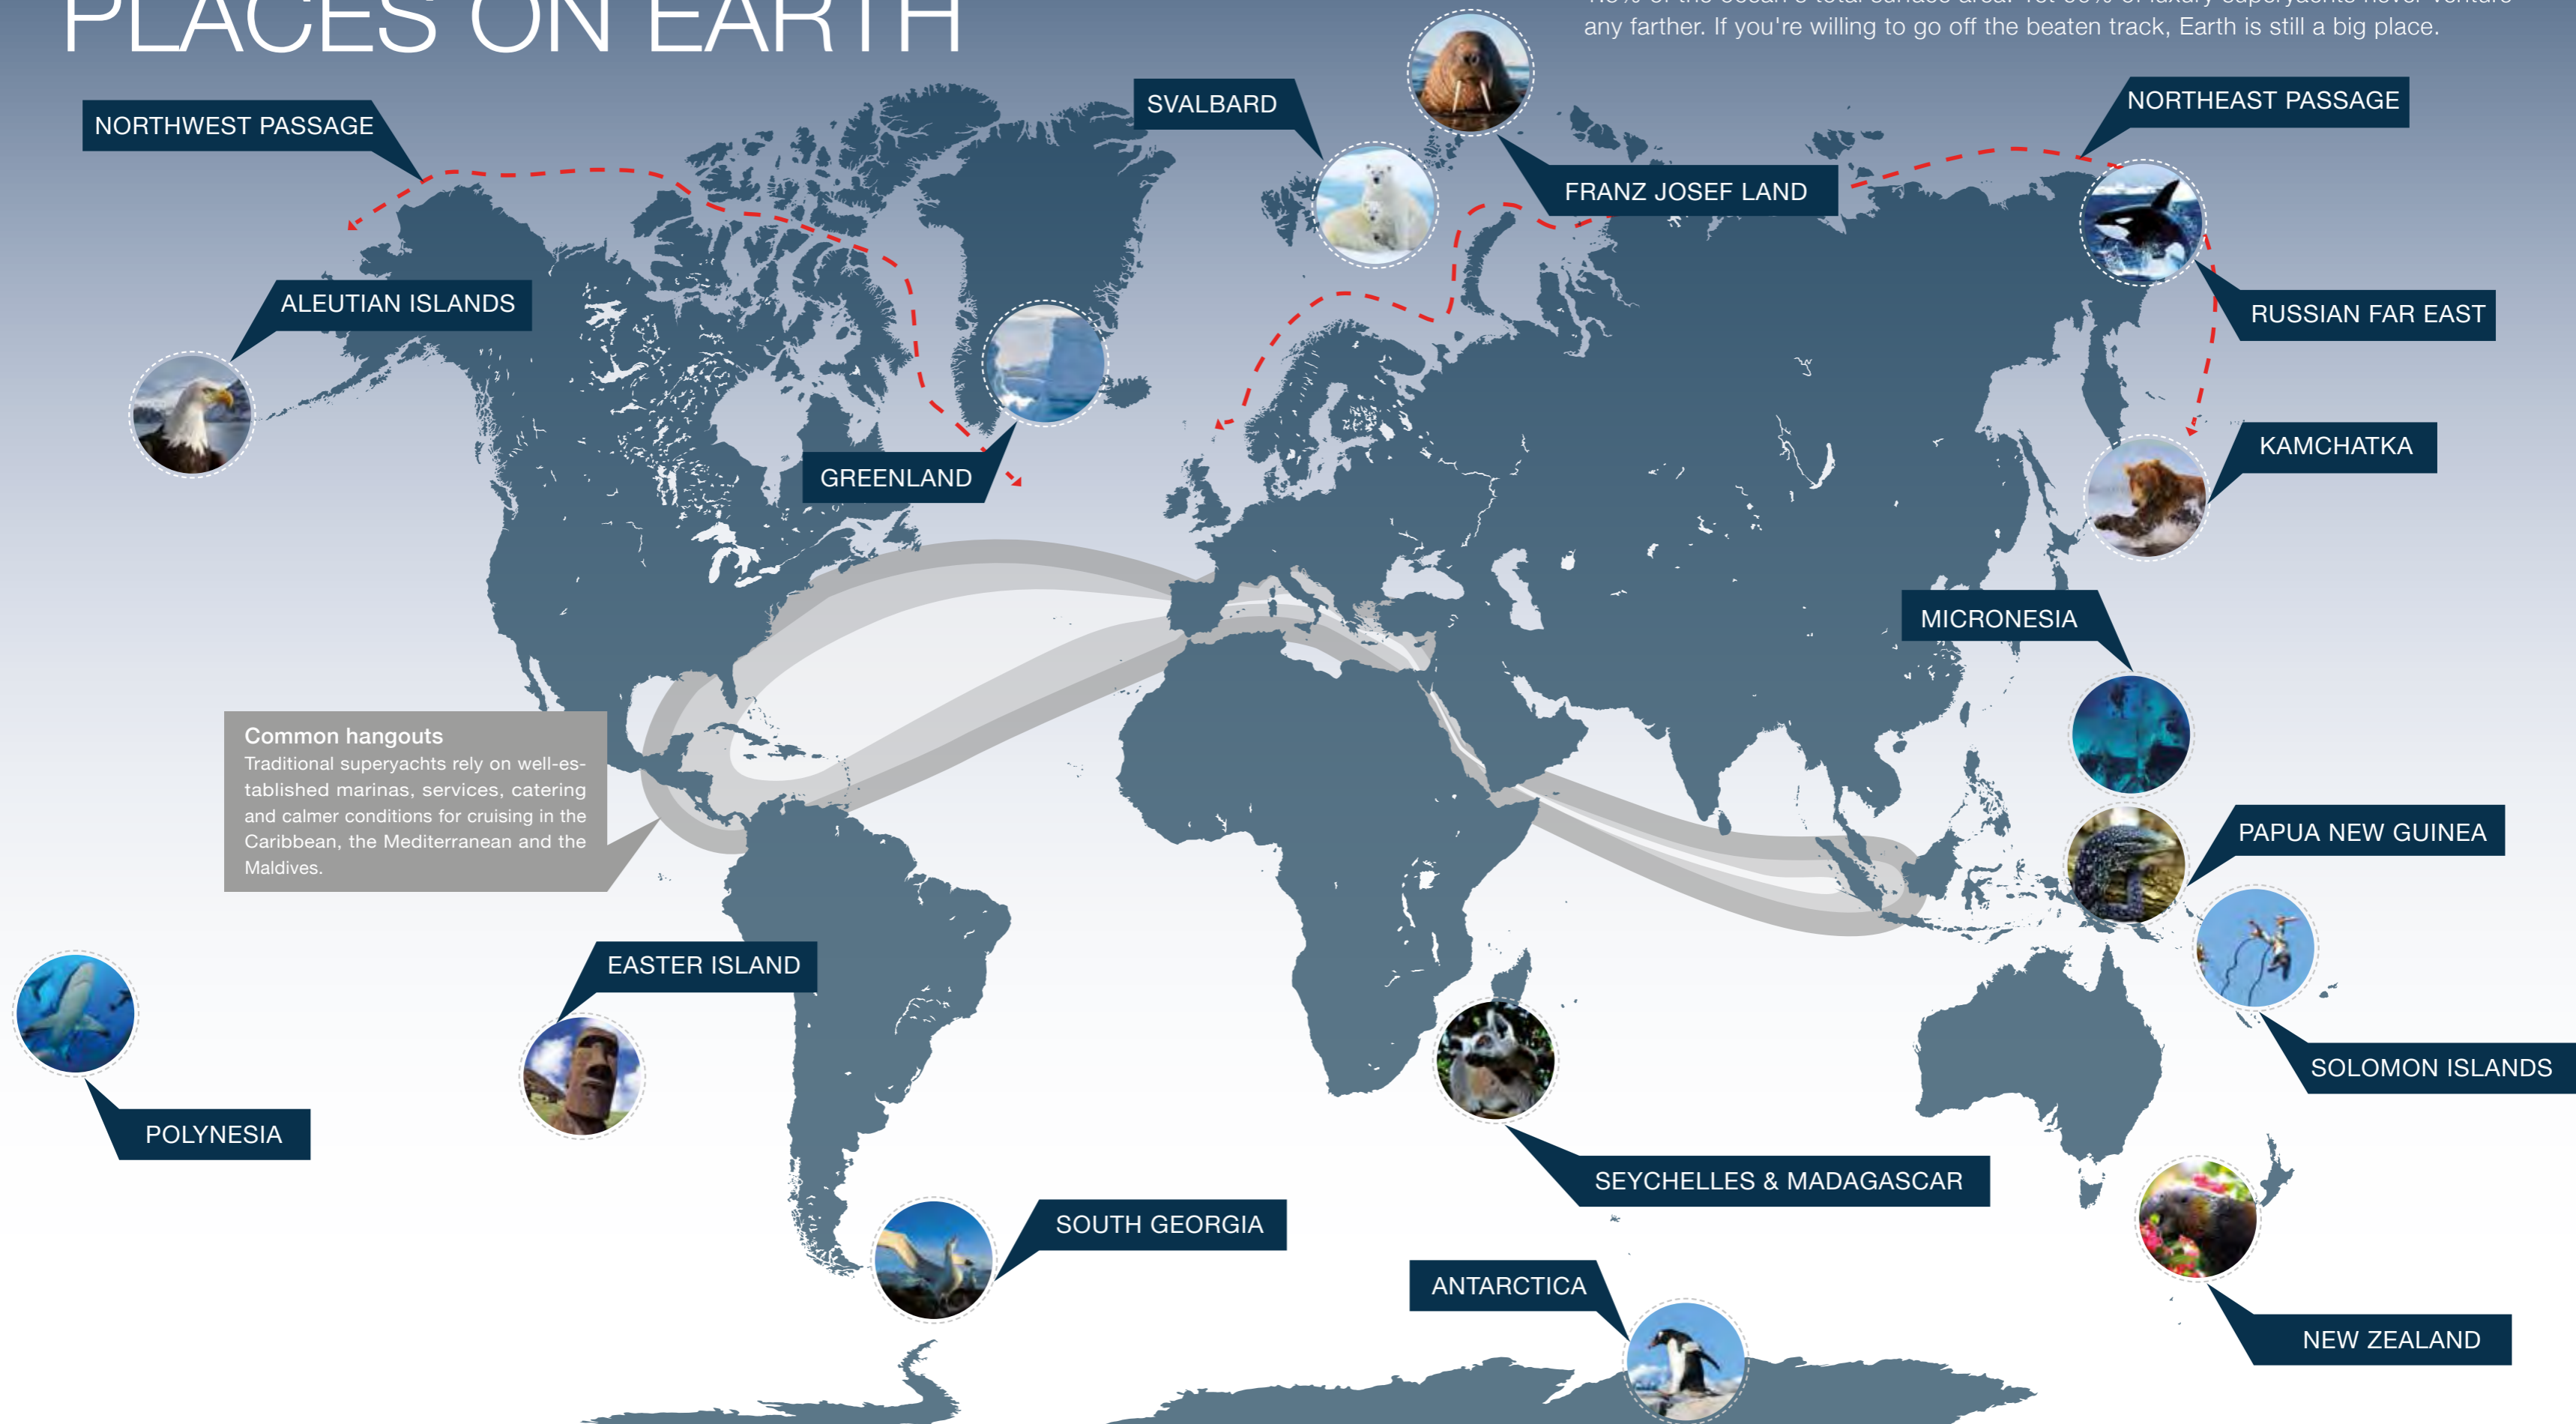 PLACES ON EARTH
any farther. If you're willing to go off the beaten track, Earth is still a big place.
NORTHWEST PASSAGE
SVALBARD
NORTHEAST PASSAGE
FRANZ JOSEF LAND
ALEUTIAN ISLANDS
RUSSIAN FAR EAST
KAMCHATKA
GREENLAND
MICRONESIA
Common hangouts
Traditional superyachts rely on well-es-
tablished marinas, services, catering
and calmer conditions for cruising in the
Caribbean, the Mediterranean and the
Maldives.
PAPUA NEW GUINEA
EASTER ISLAND
SOLOMON ISLANDS
POLYNESIA
SEYCHELLES & MADAGASCAR
SOUTH GEORGIA
ANTARCTICA
NEW ZEALAND